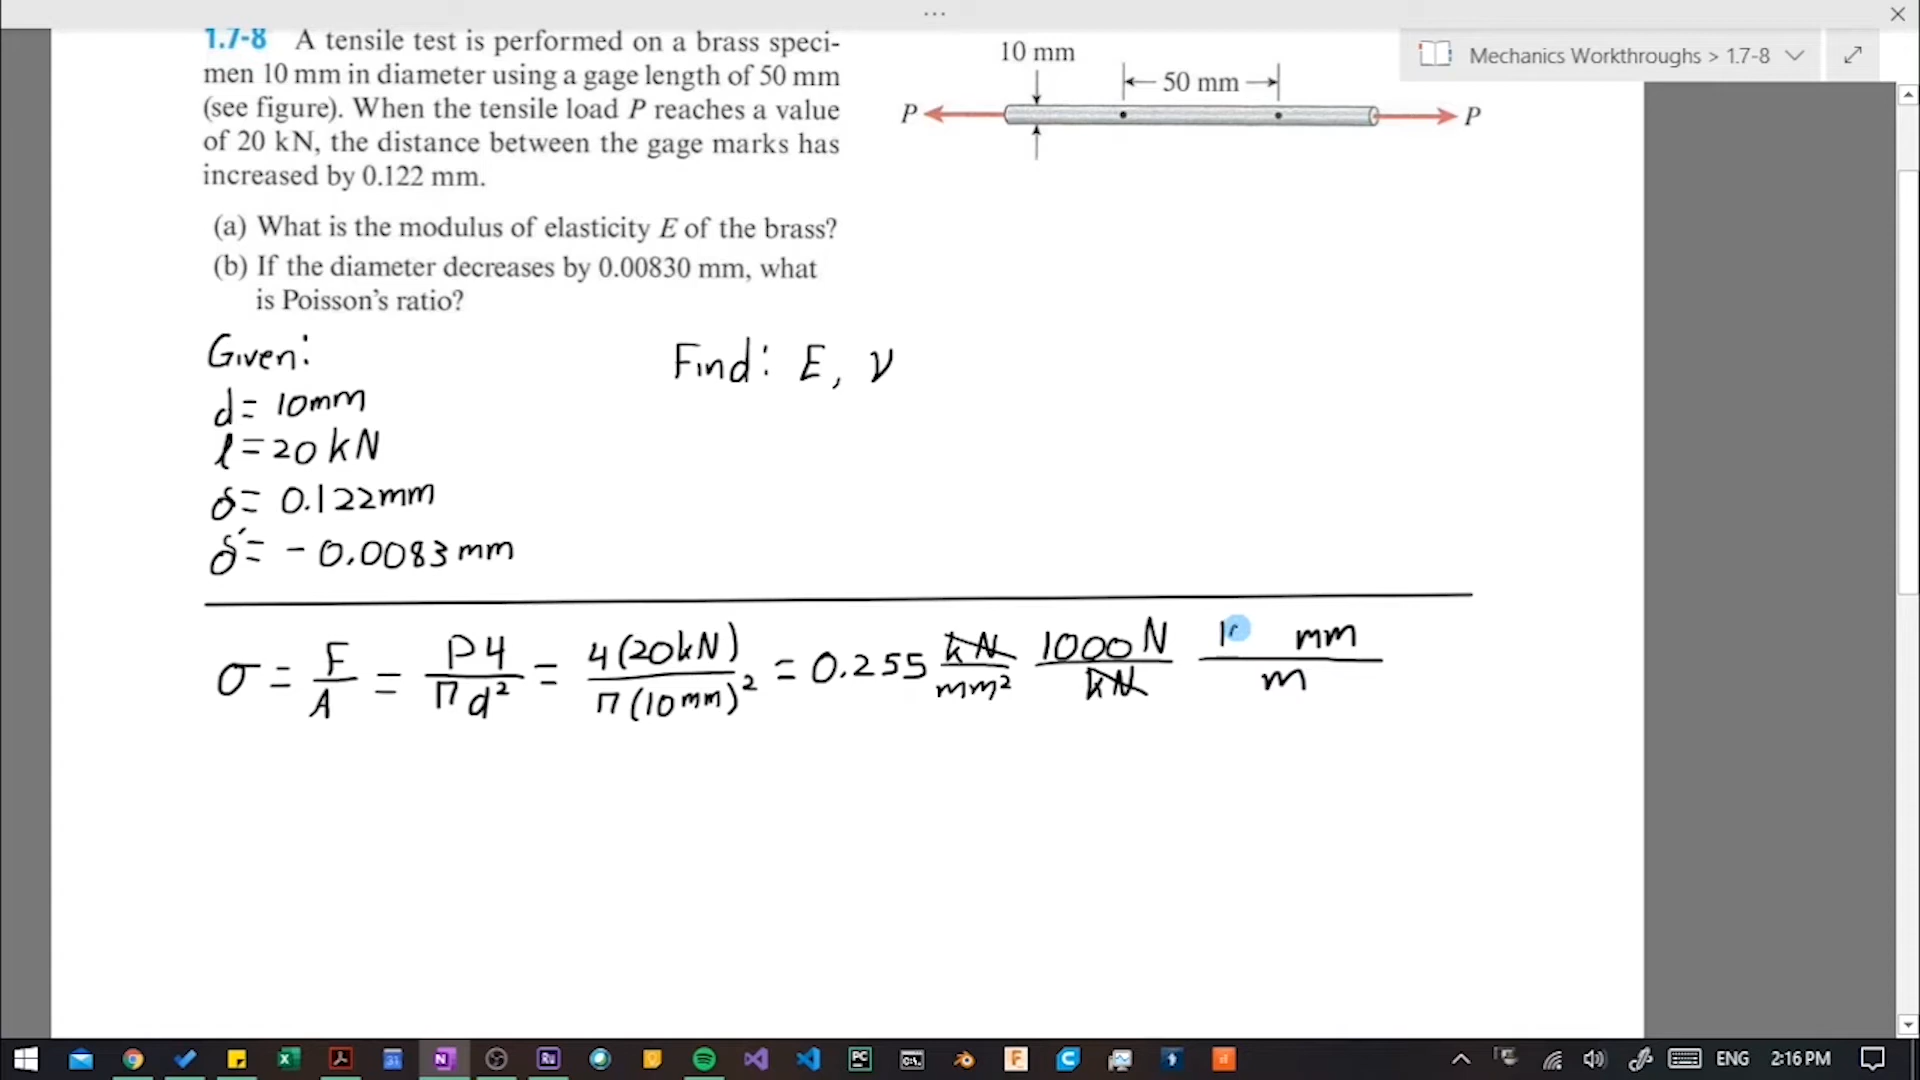 ...
Mechanics Workthroughs > 1.7-8
1.7-8 A tensile test is performed on a brass speci-
men 10 mm in diameter using a gage length of 50 mm
(see figure). When the tensile load P reaches a value
of 20 kN, the distance between the gage marks has
increased by 0.122 mm.
(a) What is the modulus of elasticity E of the brass?
(b) If the diameter decreases by 0.00830 mm, what
is Poisson's ratio?
10 mm
50 mm
P
P
Given:
d = 10mm
l = 20 kN
δ = 0.122mm
δ' = - 0.0083 mm
Find: E, ν
σ = F/A = P4/πd² = 4(20kN)/π(10mm)² = 0.255 kN/mm² 1000N/kN mm/m
ENG
2:16 PM